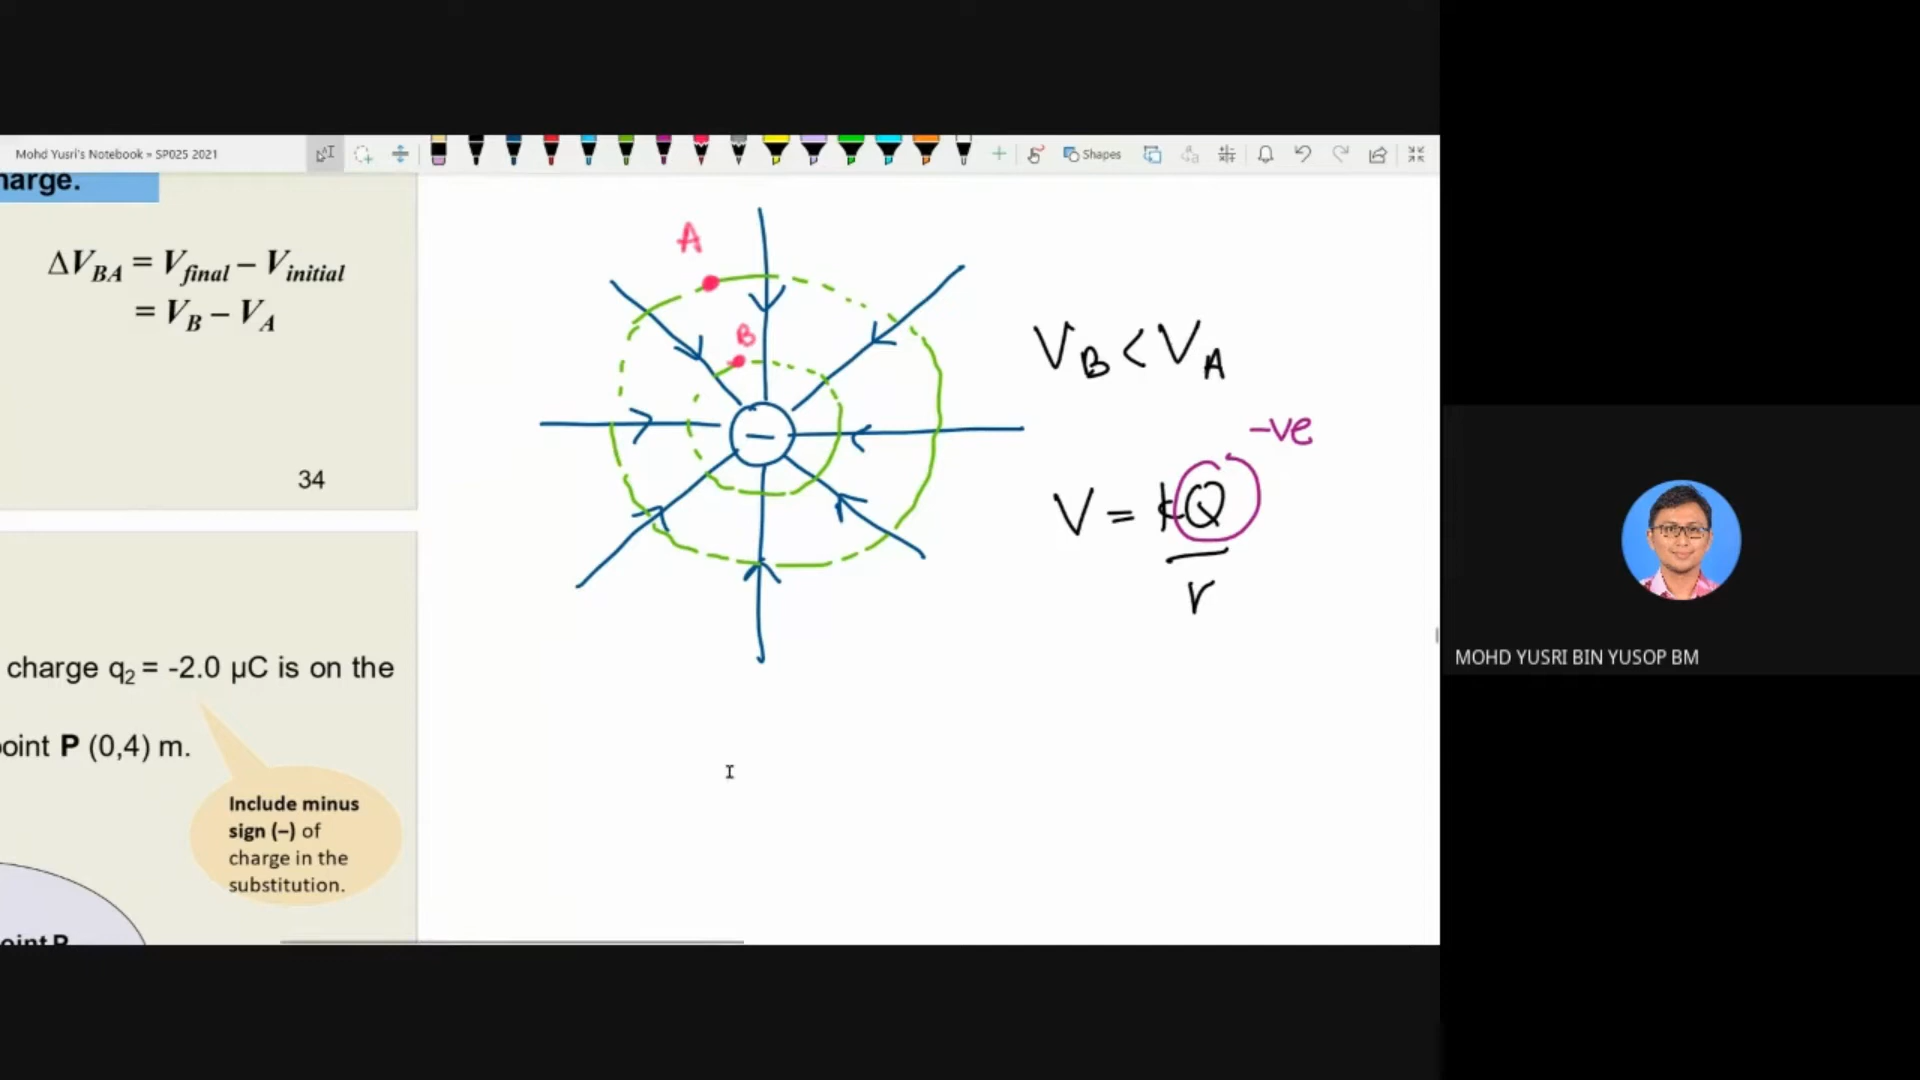 Mohd Yusri's Notebook » SP025 2021
Shapes
harge.
ΔV_BA = V_final − V_initial
= V_B − V_A
34
charge q₂ = -2.0 µC is on the
oint P (0,4) m.
Include minus
sign (–) of
charge in the
substitution.
oint P
A
B
−
V_B < V_A
-ve
V = kQ
r
MOHD YUSRI BIN YUSOP BM